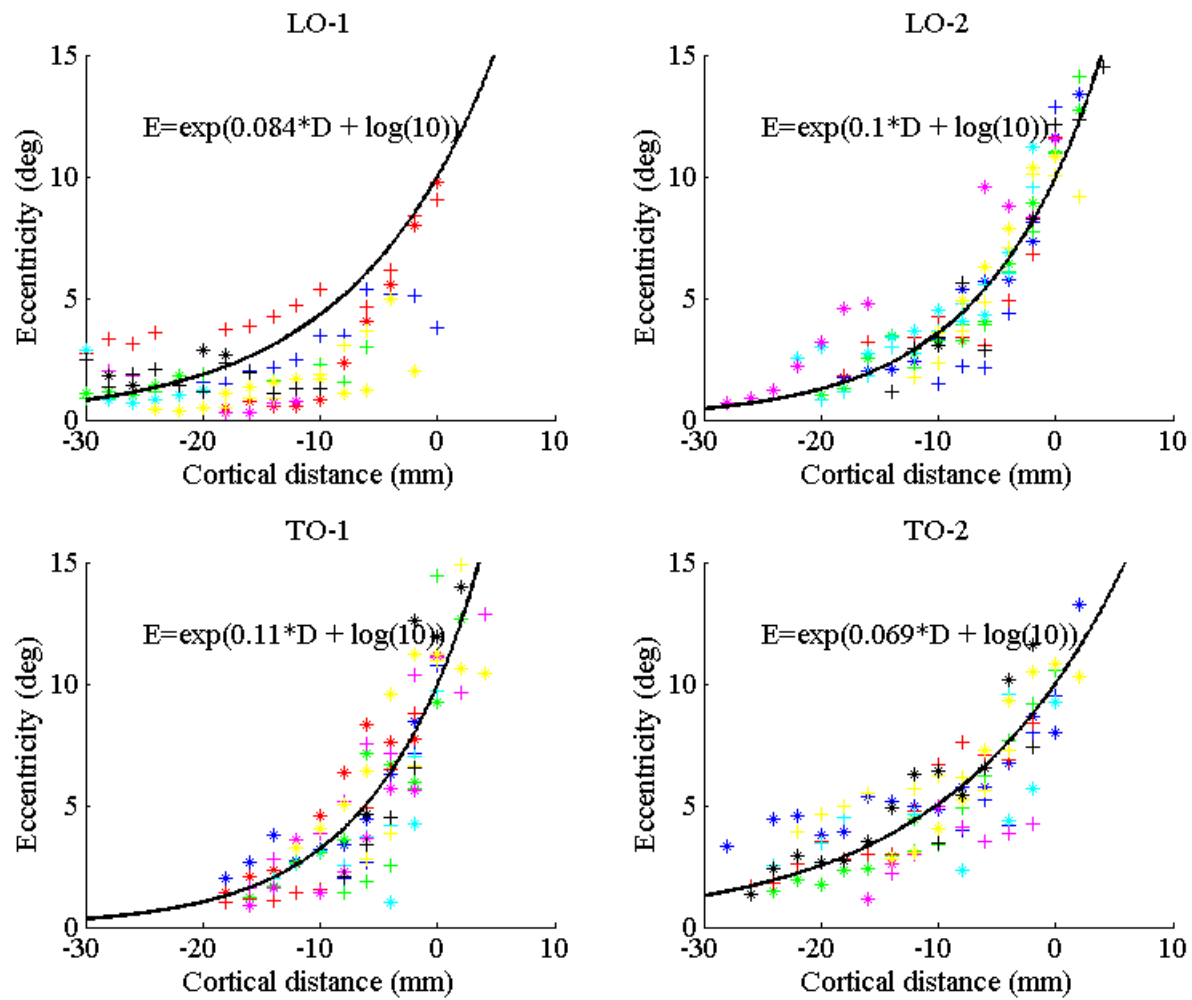 LO-1
15
10
5
0
Eccentricity (deg)
E=exp(0.084*D + log(10))
-30 -20 -10 0 10
Cortical distance (mm)
LO-2
15
10
5
0
Eccentricity (deg)
E=exp(0.1*D + log(10))
-30 -20 -10 0 10
Cortical distance (mm)
TO-1
15
10
5
0
Eccentricity (deg)
E=exp(0.11*D + log(10))
-30 -20 -10 0 10
Cortical distance (mm)
TO-2
15
10
5
0
Eccentricity (deg)
E=exp(0.069*D + log(10))
-30 -20 -10 0 10
Cortical distance (mm)